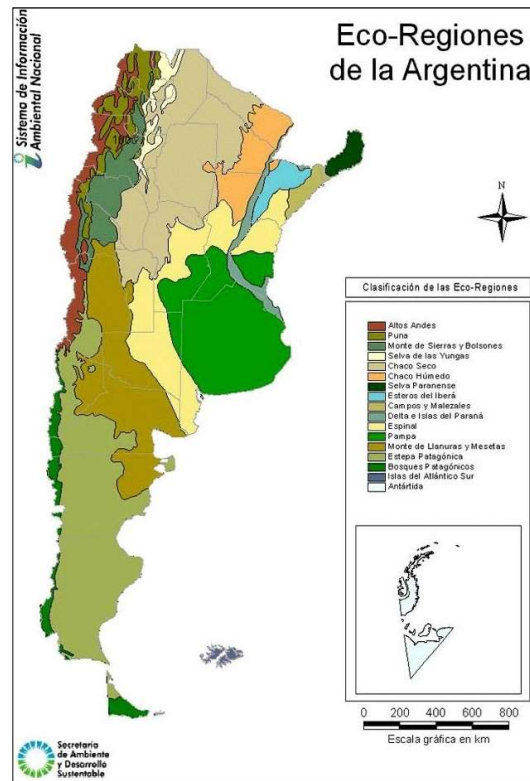 Sistema de Información
Ambiental Nacional
Eco-Regiones
de la Argentina
N
Clasificación de las Eco-Regiones
Altos Andes
Puna
Monte de Sierras y Bolsones
Selva de las Yungas
Chaco Seco
Chaco Húmedo
Selva Paranense
Esteros del Iberá
Campos y Malezales
Delta e Islas del Paraná
Espinal
Pampa
Monte de Llanuras y Mesetas
Estepa Patagónica
Bosques Patagónicos
Islas del Atlántico Sur
Antártida
0 200 400 600 800
Escala gráfica en km
Secretaría
de Ambiente
y Desarrollo
Sustentable